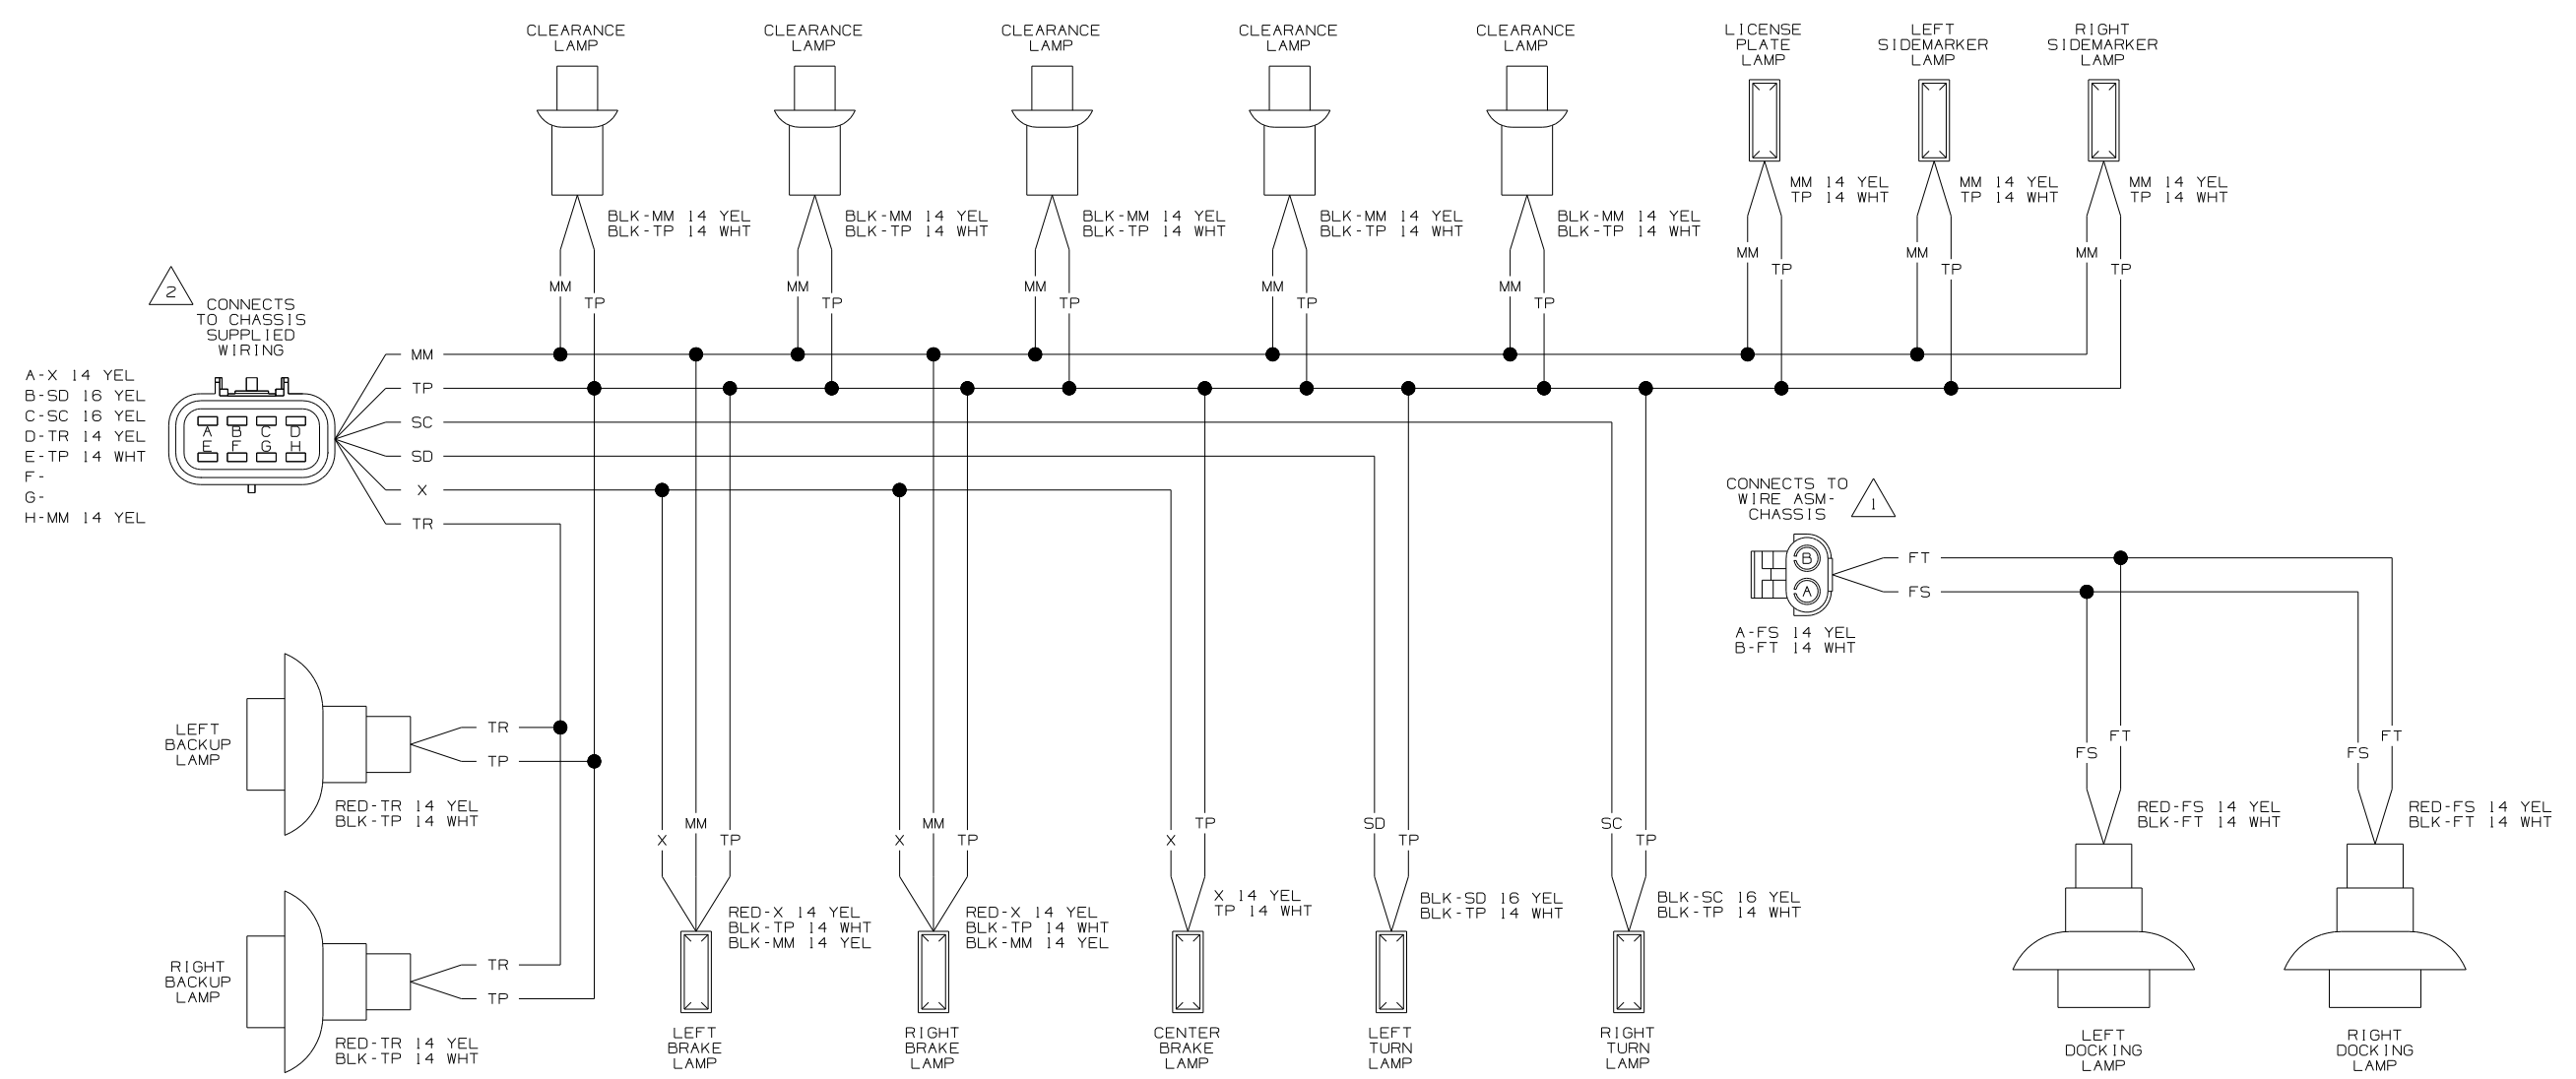 CLEARANCE
LAMP
CLEARANCE
LAMP
CLEARANCE
LAMP
CLEARANCE
LAMP
CLEARANCE
LAMP
LICENSE
PLATE
LAMP
LEFT
SIDEMARKER
LAMP
RIGHT
SIDEMARKER
LAMP
BLK-MM 14 YEL
BLK-TP 14 WHT
BLK-MM 14 YEL
BLK-TP 14 WHT
BLK-MM 14 YEL
BLK-TP 14 WHT
BLK-MM 14 YEL
BLK-TP 14 WHT
BLK-MM 14 YEL
BLK-TP 14 WHT
MM 14 YEL
TP 14 WHT
MM 14 YEL
TP 14 WHT
MM 14 YEL
TP 14 WHT
MM
TP
MM
TP
MM
TP
MM
TP
MM
TP
MM
TP
MM
TP
MM
TP
2
CONNECTS
TO CHASSIS
SUPPLIED
WIRING
A-X 14 YEL
B-SD 16 YEL
C-SC 16 YEL
D-TR 14 YEL
E-TP 14 WHT
F-
G-
H-MM 14 YEL
A B C D
E F G H
MM
TP
SC
SD
X
TR
CONNECTS TO
WIRE ASM-
CHASSIS
1
B
A
A-FS 14 YEL
B-FT 14 WHT
FT
FS
LEFT
BACKUP
LAMP
TR
TP
RED-TR 14 YEL
BLK-TP 14 WHT
RIGHT
BACKUP
LAMP
TR
TP
RED-TR 14 YEL
BLK-TP 14 WHT
X
MM
TP
RED-X 14 YEL
BLK-TP 14 WHT
BLK-MM 14 YEL
LEFT
BRAKE
LAMP
X
MM
TP
RED-X 14 YEL
BLK-TP 14 WHT
BLK-MM 14 YEL
RIGHT
BRAKE
LAMP
X
TP
X 14 YEL
TP 14 WHT
CENTER
BRAKE
LAMP
SD
TP
BLK-SD 16 YEL
BLK-TP 14 WHT
LEFT
TURN
LAMP
SC
TP
BLK-SC 16 YEL
BLK-TP 14 WHT
RIGHT
TURN
LAMP
FS
FT
RED-FS 14 YEL
BLK-FT 14 WHT
LEFT
DOCKING
LAMP
FS
FT
RED-FS 14 YEL
BLK-FT 14 WHT
RIGHT
DOCKING
LAMP